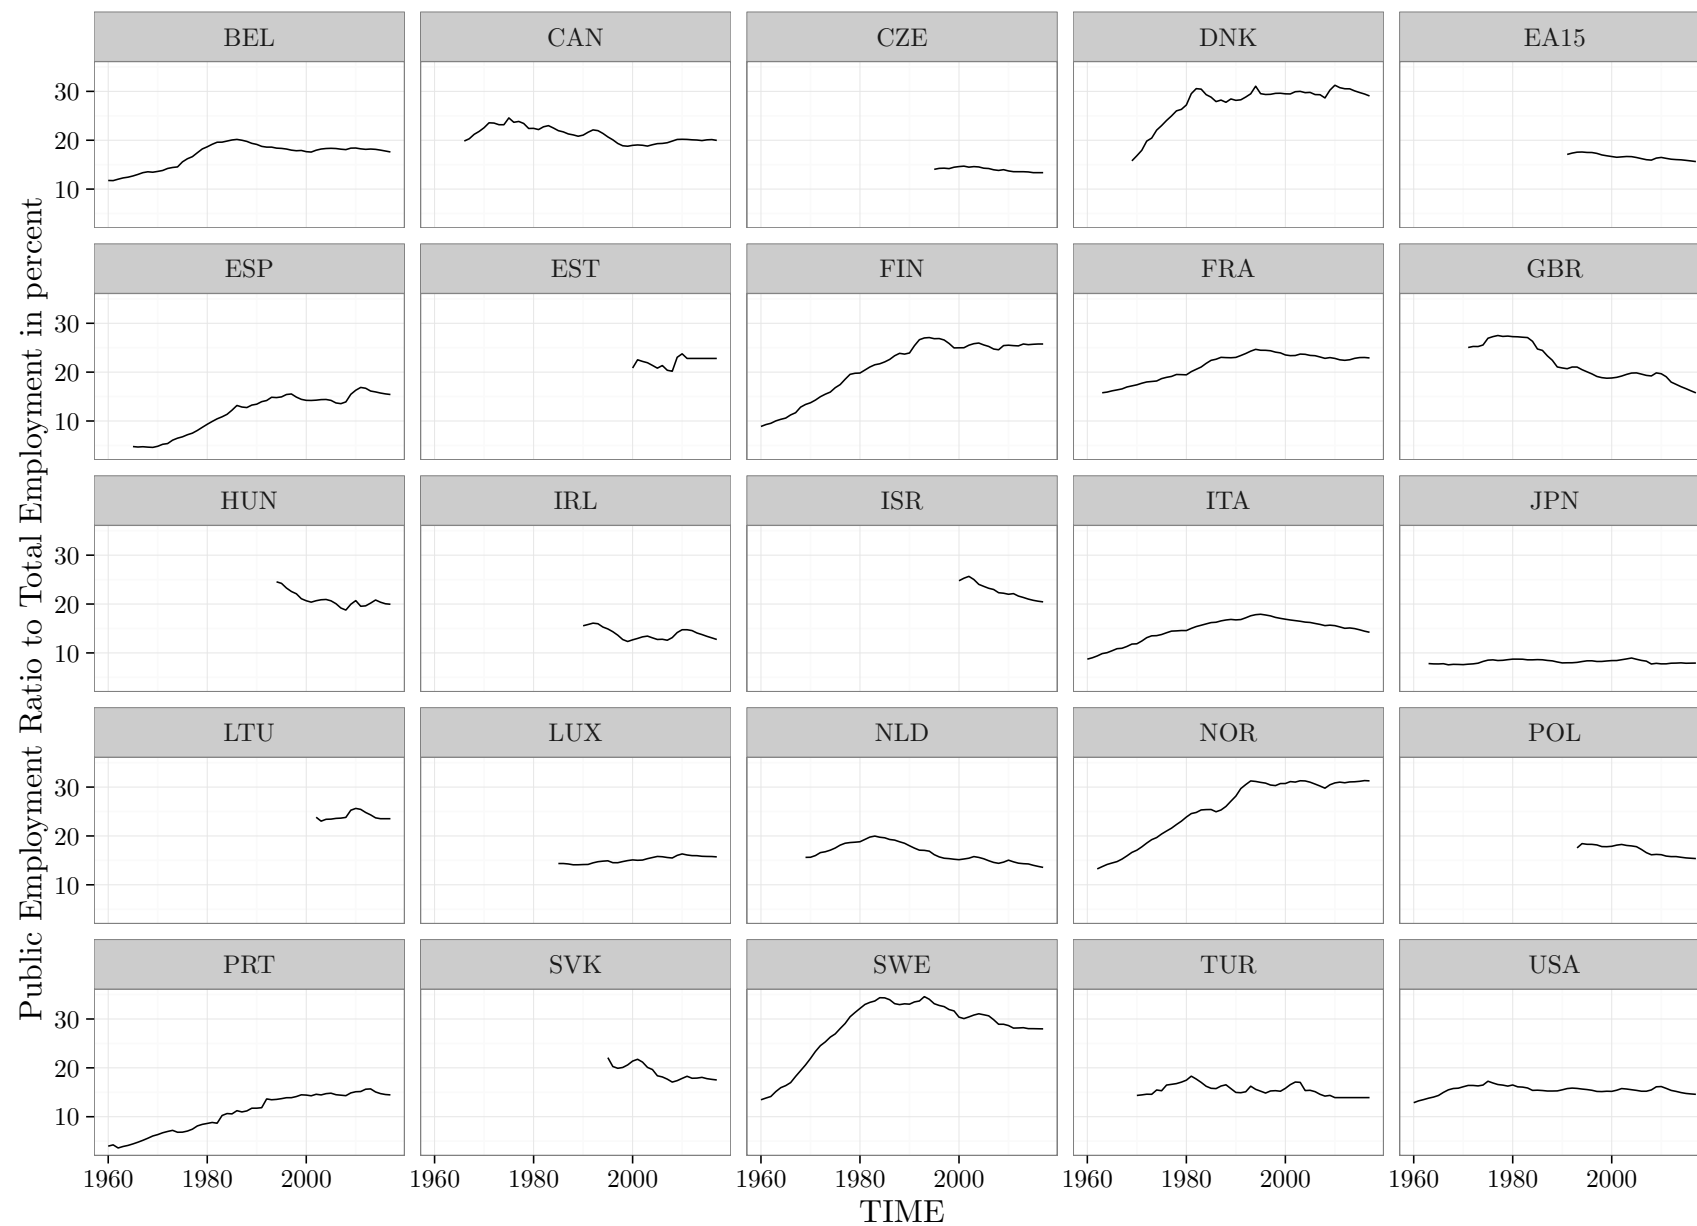 BEL CAN CZE DNK EA15
30
20
10
ESP EST FIN FRA GBR
30
20
10
HUN IRL ISR ITA JPN
30
20
10
LTU LUX NLD NOR POL
30
20
10
PRT SVK SWE TUR USA
30
20
10
1960 1980 2000 1960 1980 2000 1960 1980 2000 1960 1980 2000 1960 1980 2000
TIME
Public Employment Ratio to Total Employment in percent